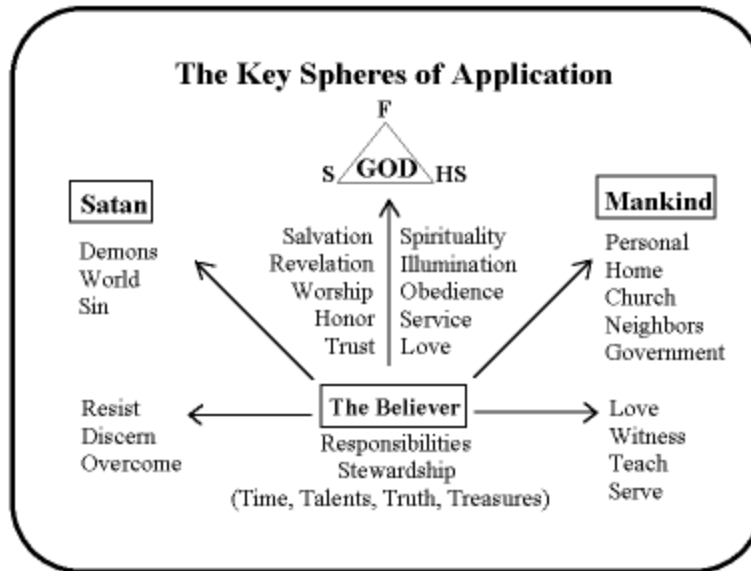 The Key Spheres of Application
F
S GOD HS
Satan
Demons
World
Sin
Salvation
Revelation
Worship
Honor
Trust
Spirituality
Illumination
Obedience
Service
Love
Mankind
Personal
Home
Church
Neighbors
Government
Resist
Discern
Overcome
The Believer
Responsibilities
Stewardship
(Time, Talents, Truth, Treasures)
Love
Witness
Teach
Serve